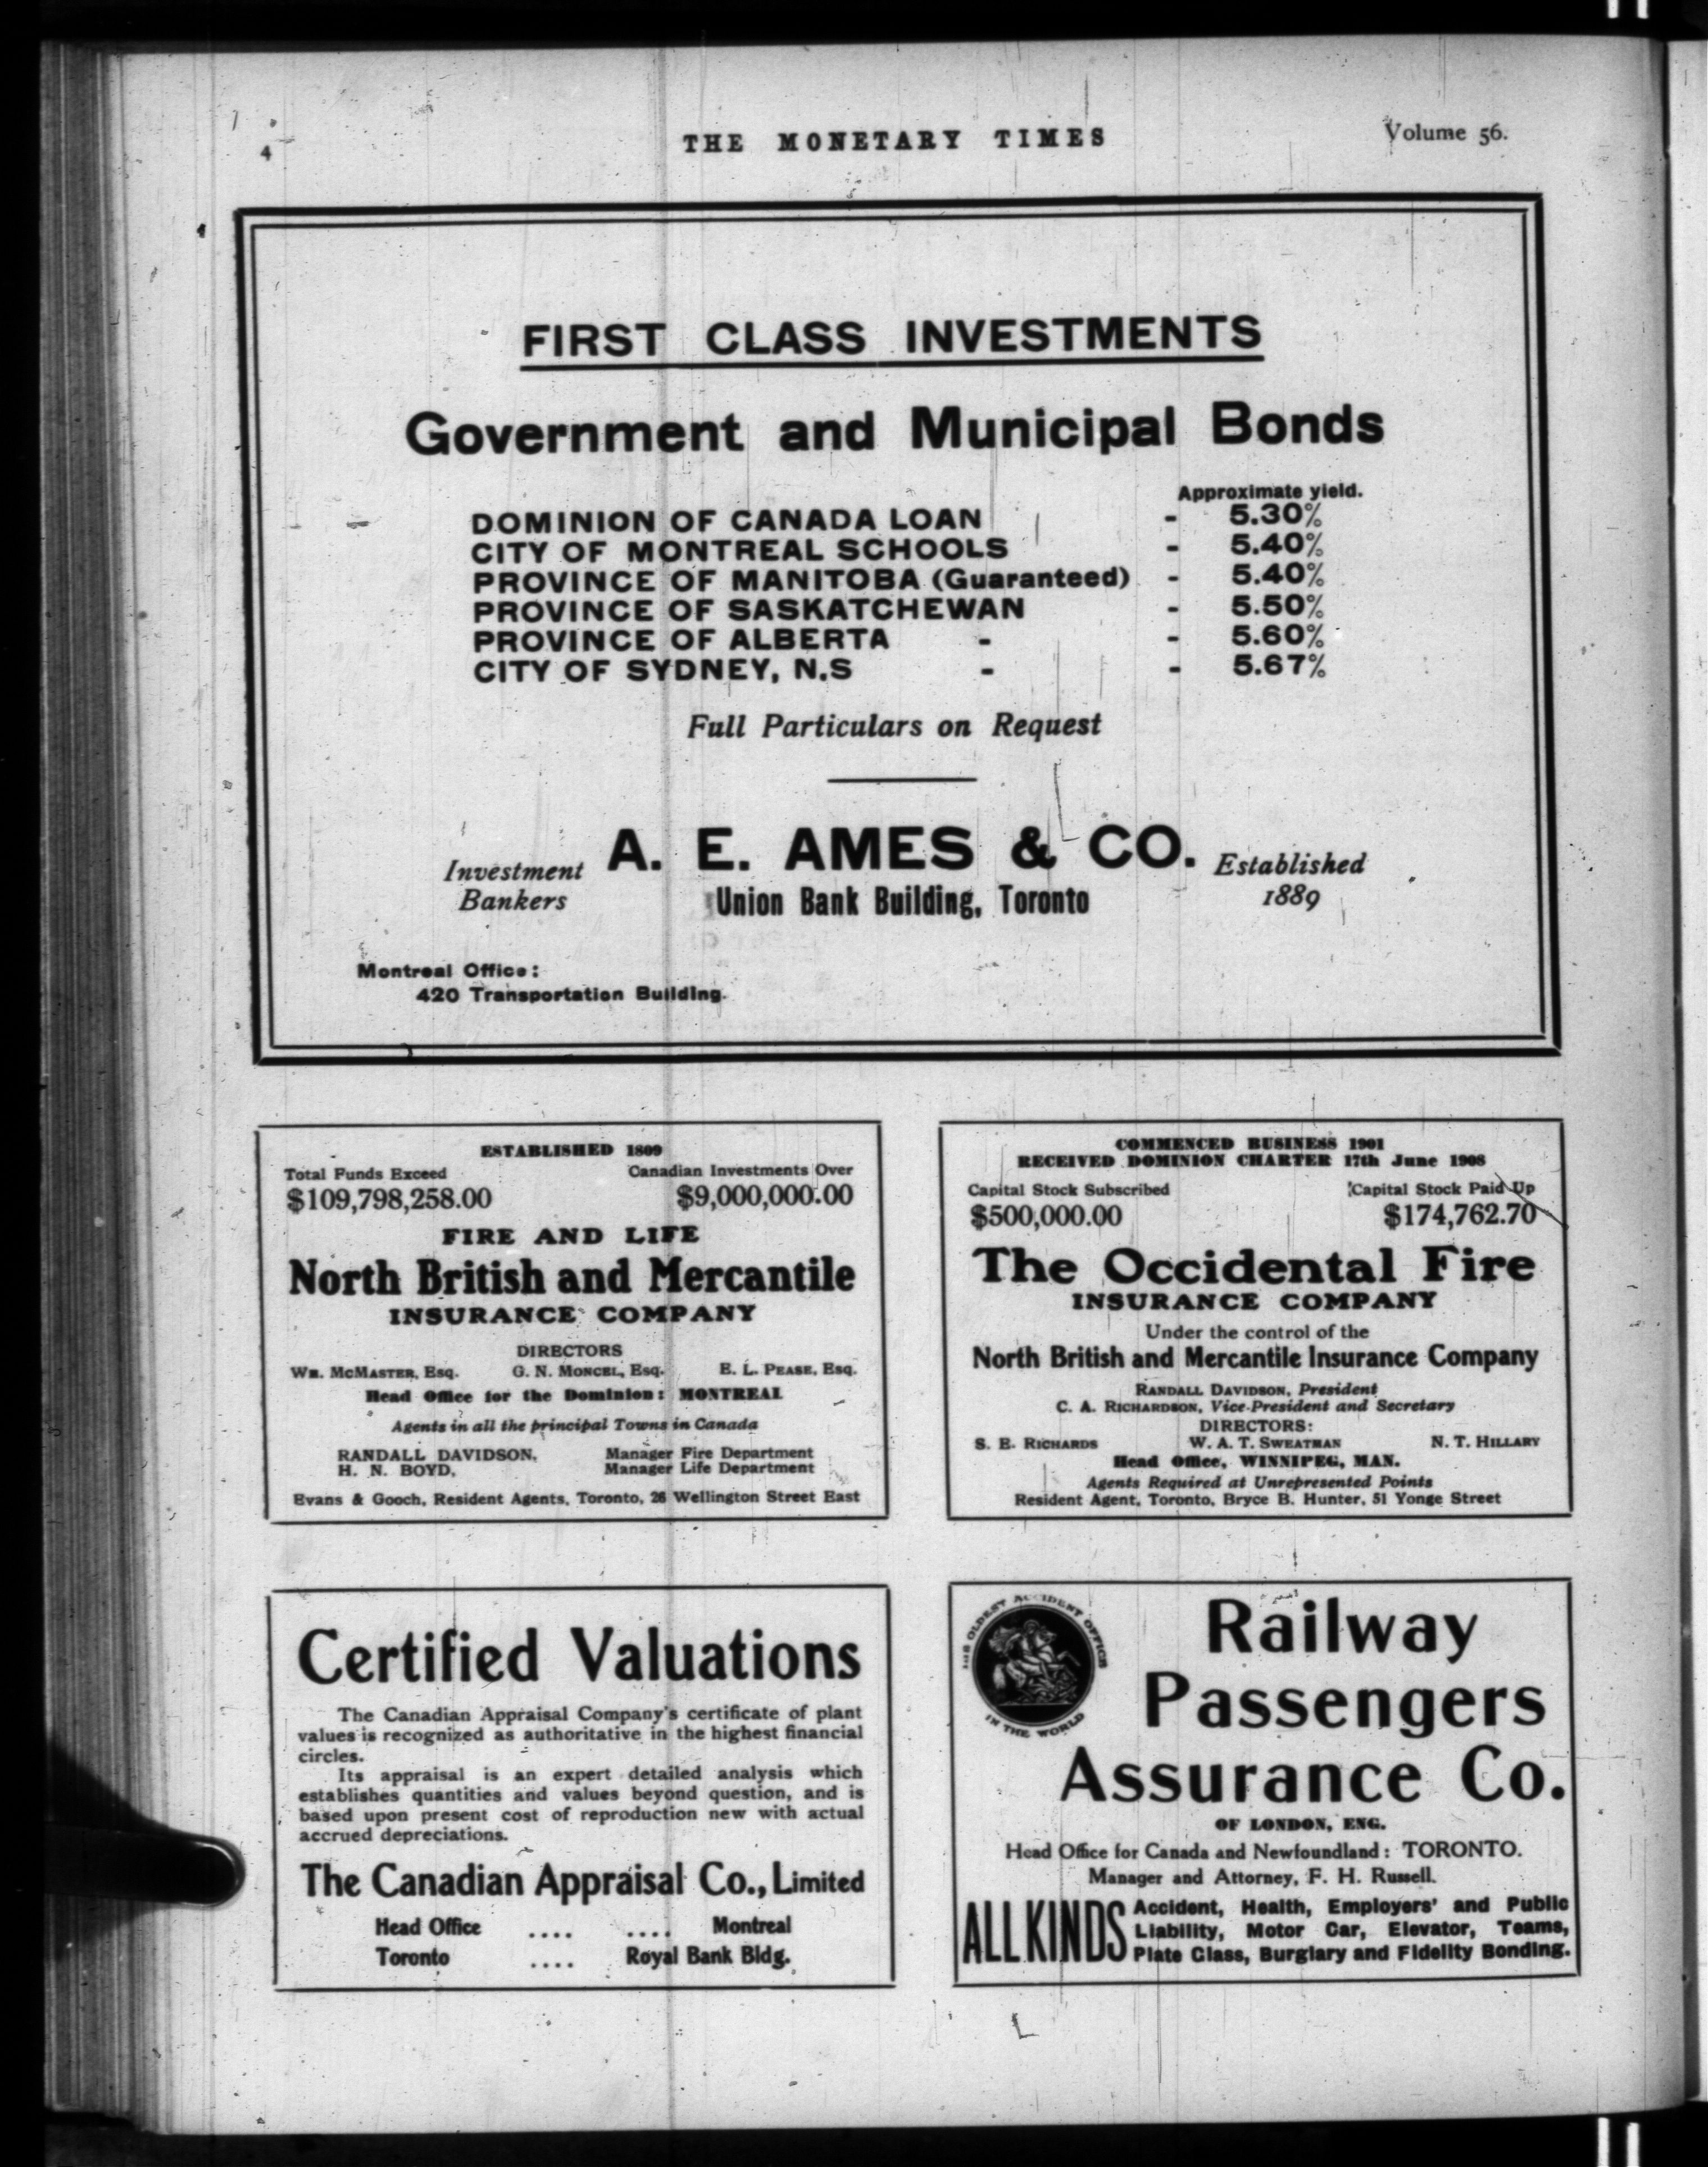 4
THE MONETARY TIMES
Volume 56.
FIRST CLASS INVESTMENTS
Government and Municipal Bonds
Approximate yield.
DOMINION OF CANADA LOAN - 5.30%
CITY OF MONTREAL SCHOOLS - 5.40%
PROVINCE OF MANITOBA (Guaranteed) - 5.40%
PROVINCE OF SASKATCHEWAN - 5.50%
PROVINCE OF ALBERTA - - 5.60%
CITY OF SYDNEY, N.S - - 5.67%
Full Particulars on Request
A. E. AMES & CO.
Investment
Bankers
Union Bank Building, Toronto
Established
1889
Montreal Office:
420 Transportation Building.
ESTABLISHED 1809
Total Funds Exceed Canadian Investments Over
$109,798,258.00 $9,000,000.00
FIRE AND LIFE
North British and Mercantile
INSURANCE COMPANY
DIRECTORS
WM. MCMASTER, Esq. G. N. MONCEL, Esq. E. L. PEASE, Esq.
Head Office for the Dominion: MONTREAL
Agents in all the principal Towns in Canada
RANDALL DAVIDSON, Manager Fire Department
H. N. BOYD, Manager Life Department
Evans & Gooch, Resident Agents, Toronto, 26 Wellington Street East
COMMENCED BUSINESS 1901
RECEIVED DOMINION CHARTER 17th June 1908
Capital Stock Subscribed Capital Stock Paid Up
$500,000.00 $174,762.70
The Occidental Fire
INSURANCE COMPANY
Under the control of the
North British and Mercantile Insurance Company
RANDALL DAVIDSON, President
C. A. RICHARDSON, Vice-President and Secretary
DIRECTORS:
S. E. RICHARDS W. A. T. SWEATMAN N. T. HILLARY
Head Office, WINNIPEG, MAN.
Agents Required at Unrepresented Points
Resident Agent, Toronto, Bryce B. Hunter, 51 Yonge Street
Certified Valuations
The Canadian Appraisal Company's certificate of plant
values is recognized as authoritative in the highest financial
circles.
Its appraisal is an expert detailed analysis which
establishes quantities and values beyond question, and is
based upon present cost of reproduction new with actual
accrued depreciations.
The Canadian Appraisal Co., Limited
Head Office .... .... Montreal
Toronto .... Royal Bank Bldg.
THE OLDEST ACCIDENT OFFICE
IN THE WORLD
Railway
Passengers
Assurance Co.
OF LONDON, ENG.
Head Office for Canada and Newfoundland: TORONTO.
Manager and Attorney, F. H. Russell.
ALL KINDS
Accident, Health, Employers' and Public
Liability, Motor Car, Elevator, Teams,
Plate Glass, Burglary and Fidelity Bonding.